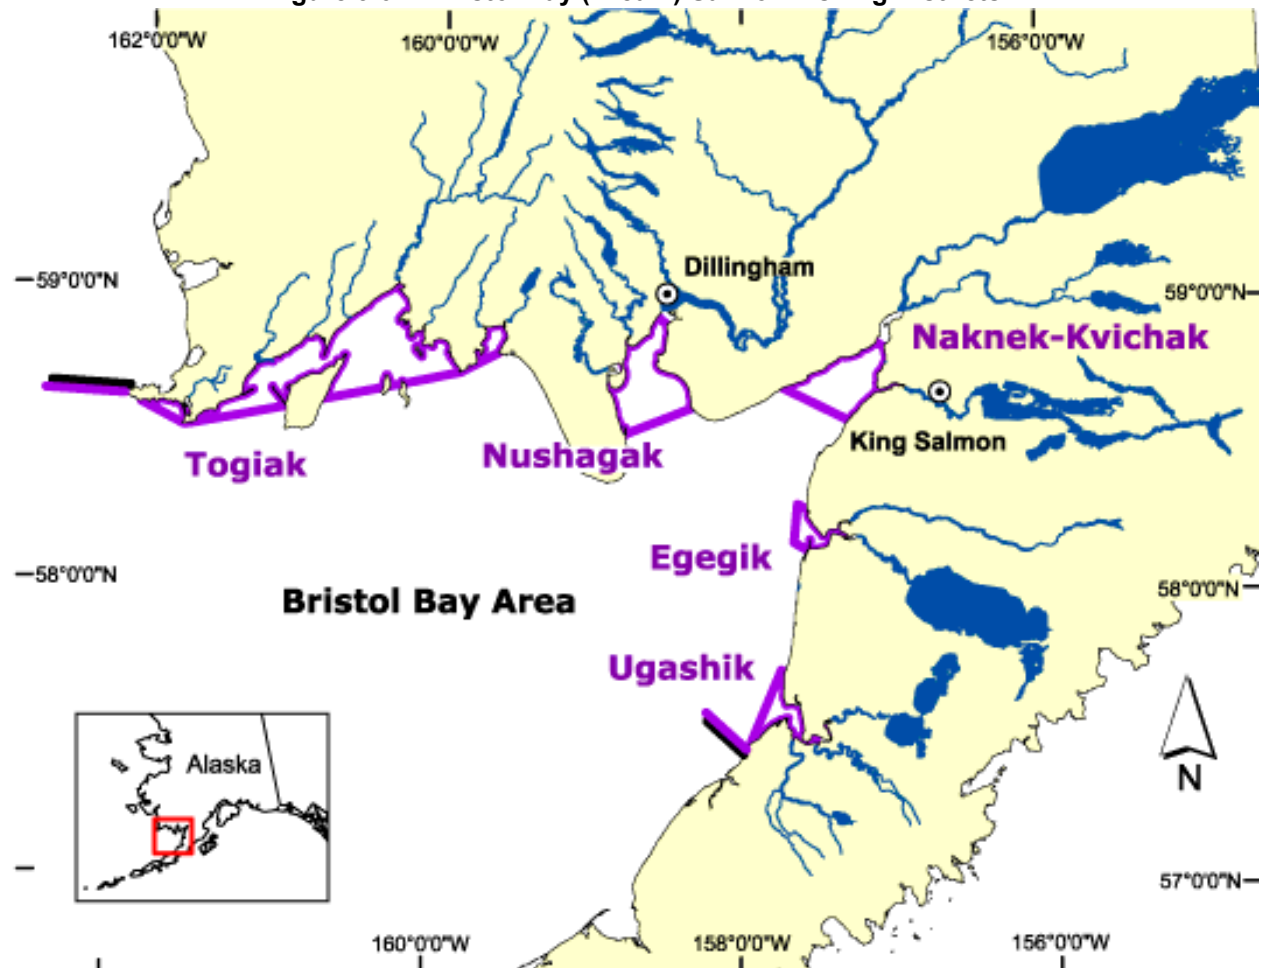 162°0'0"W
160°0'0"W
156°0'0"W
Dillingham
59°0'0"N
59°0'0"N
Naknek-Kvichak
King Salmon
Togiak
Nushagak
Egegik
58°0'0"N
58°0'0"N
Bristol Bay Area
Ugashik
Alaska
N
57°0'0"N
160°0'0"W
158°0'0"W
156°0'0"W